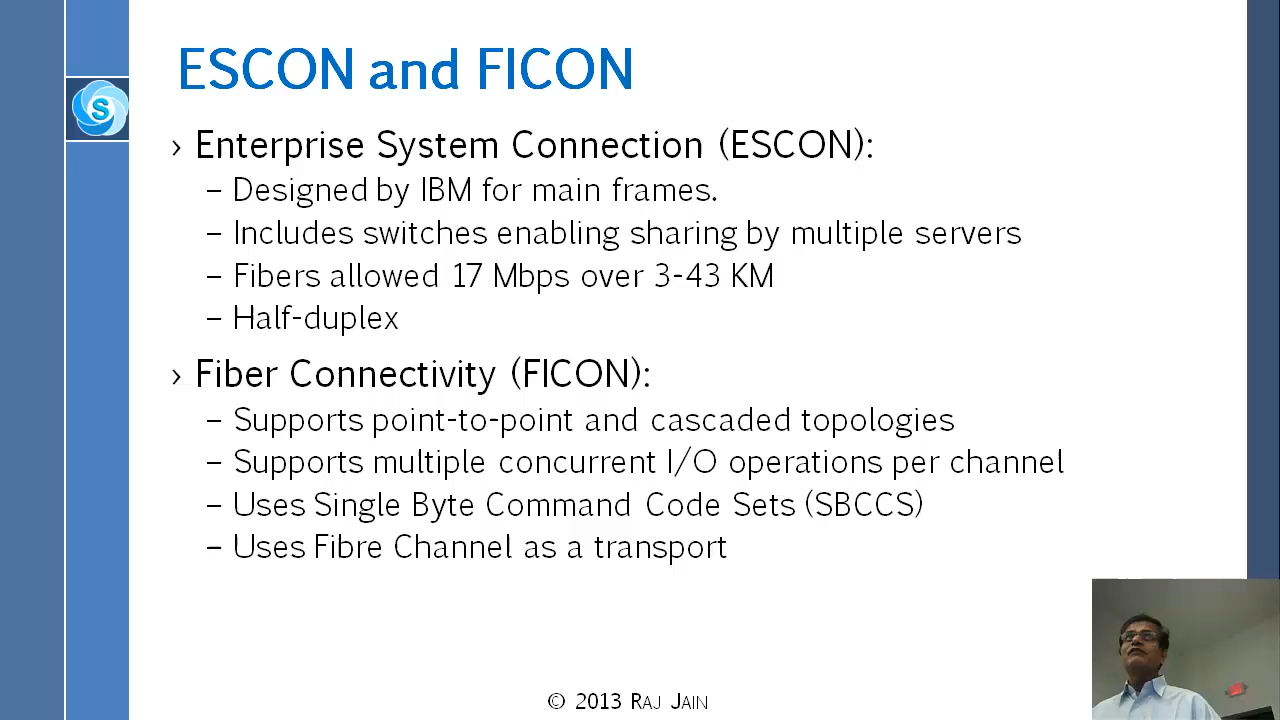 S
ESCON and FICON
› Enterprise System Connection (ESCON):
– Designed by IBM for main frames.
– Includes switches enabling sharing by multiple servers
– Fibers allowed 17 Mbps over 3-43 KM
– Half-duplex
› Fiber Connectivity (FICON):
– Supports point-to-point and cascaded topologies
– Supports multiple concurrent I/O operations per channel
– Uses Single Byte Command Code Sets (SBCCS)
– Uses Fibre Channel as a transport
© 2013 RAJ JAIN